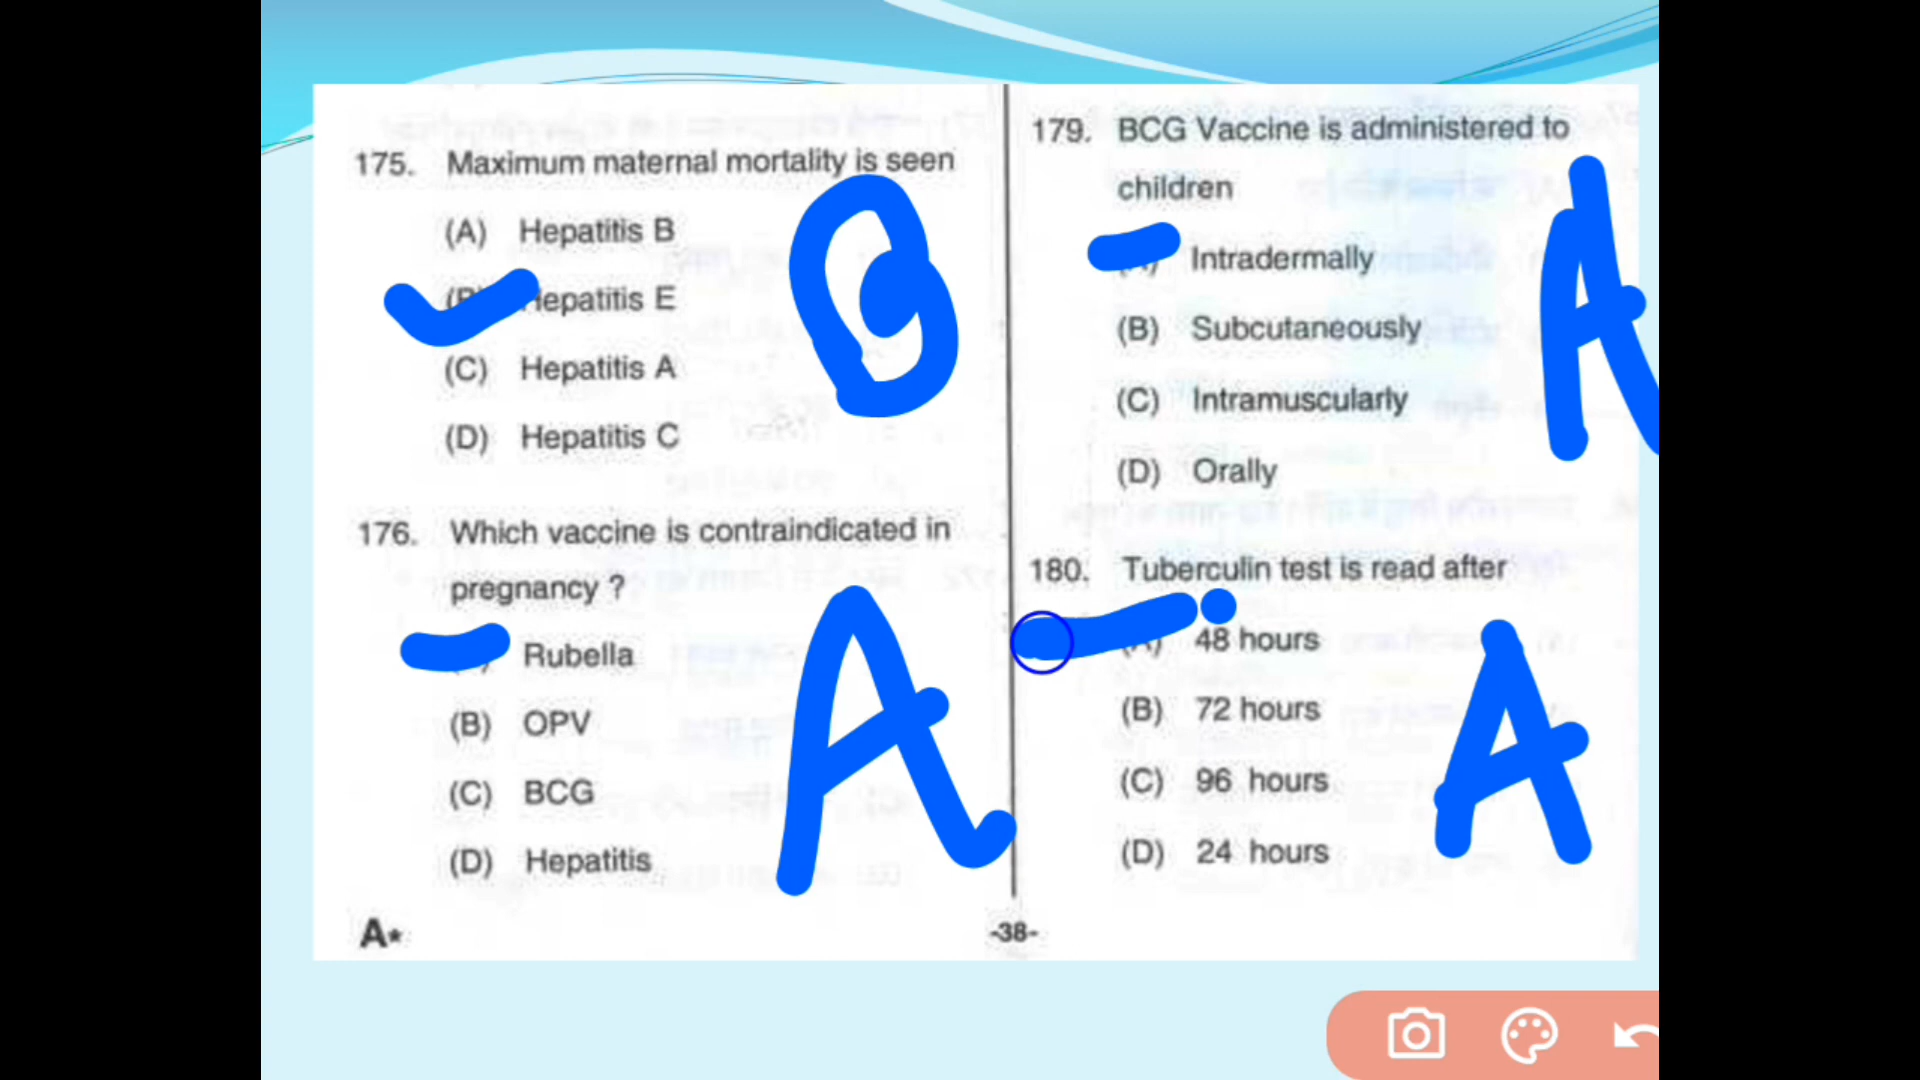 175. Maximum maternal mortality is seen
(A) Hepatitis B
Hepatitis E
(C) Hepatitis A
(D) Hepatitis C
B
176. Which vaccine is contraindicated in
pregnancy ?
Rubella
(B) OPV
(C) BCG
(D) Hepatitis
A
A*
-38-
179. BCG Vaccine is administered to
children
Intradermally
(B) Subcutaneously
(C) Intramuscularly
(D) Orally
A
180. Tuberculin test is read after
(A) 48 hours
(B) 72 hours
(C) 96 hours
(D) 24 hours
A